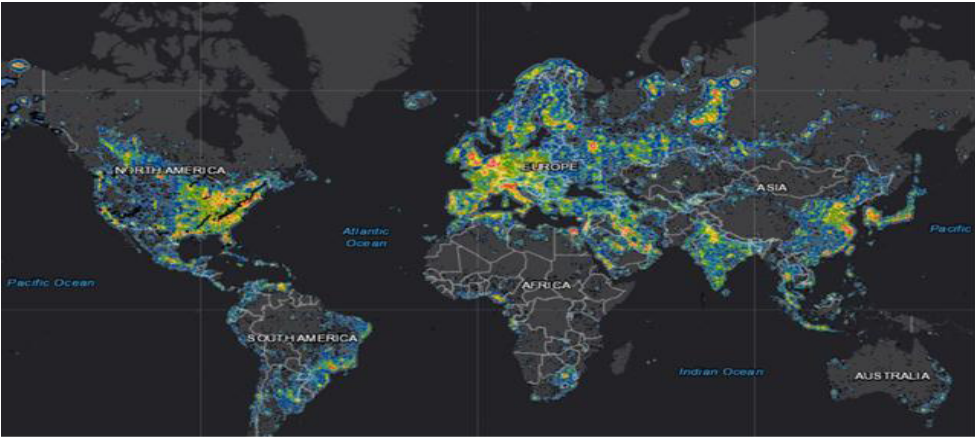 NORTH AMERICA
EUROPE
ASIA
Atlantic
Ocean
Pacific
Pacific Ocean
AFRICA
SOUTH AMERICA
Indian Ocean
AUSTRALIA